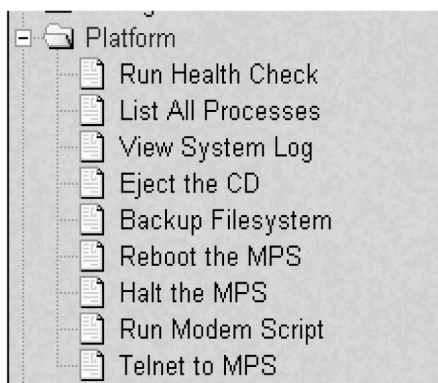 Platform
Run Health Check
List All Processes
View System Log
Eject the CD
Backup Filesystem
Reboot the MPS
Halt the MPS
Run Modem Script
Telnet to MPS